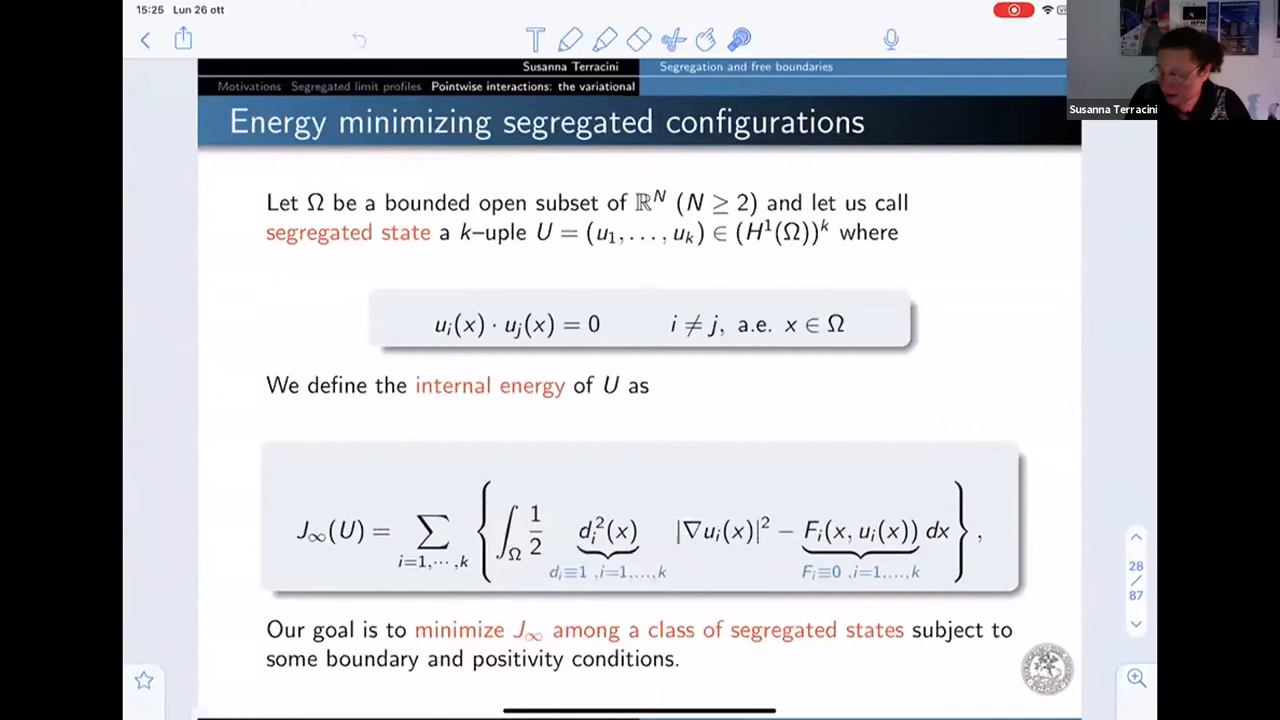 15:25 Lun 26 ott
Susanna Terracini
Segregation and free boundaries
Motivations Segregated limit profiles Pointwise interactions: the variational
Susanna Terracini
Energy minimizing segregated configurations
Let Ω be a bounded open subset of ℝ^N (N ≥ 2) and let us call
segregated state a k–uple U = (u_1, . . . , u_k) ∈ (H^1(Ω))^k where
u_i(x) · u_j(x) = 0 i ≠ j, a.e. x ∈ Ω
We define the internal energy of U as
J_∞(U) = ∑_{i=1,··· ,k} { ∫_Ω 1/2 d_i^2(x) |∇u_i(x)|^2 − F_i(x, u_i(x)) dx } ,
d_i≡1 ,i=1,...,k F_i≡0 ,i=1,...,k
Our goal is to minimize J_∞ among a class of segregated states subject to
some boundary and positivity conditions.
28
/
87